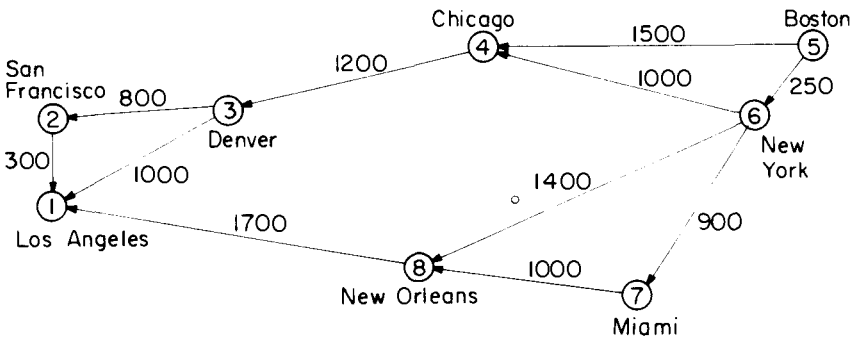 Chicago
Boston
4
1500
5
San
Francisco
1200
1000
250
800
2
3
6
Denver
New
York
300
1000
1400
1
1700
900
Los Angeles
8
1000
7
New Orleans
Miami